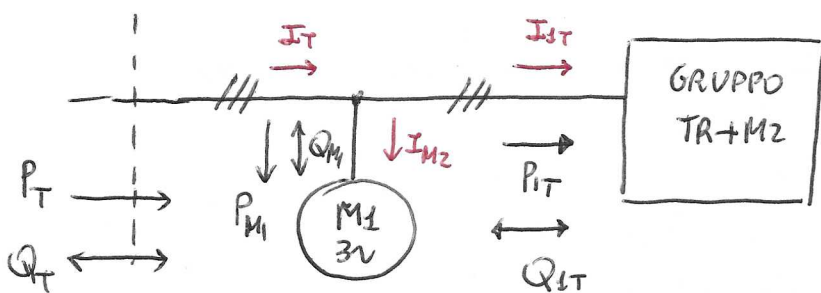 I_T
I_1T
GRUPPO
TR+M2
Q_M1
I_M2
P_M1
M1
3~
P_1T
Q_1T
P_T
Q_T